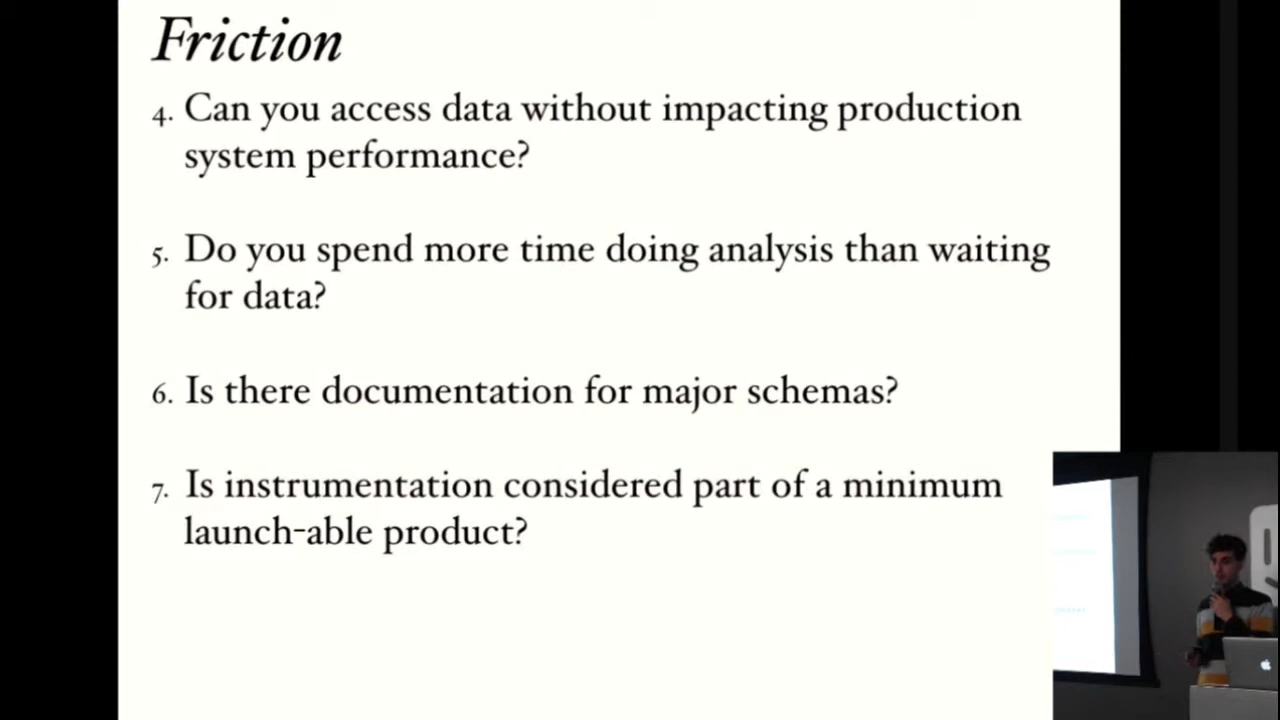 Friction
4. Can you access data without impacting production
system performance?
5. Do you spend more time doing analysis than waiting
for data?
6. Is there documentation for major schemas?
7. Is instrumentation considered part of a minimum
launch-able product?